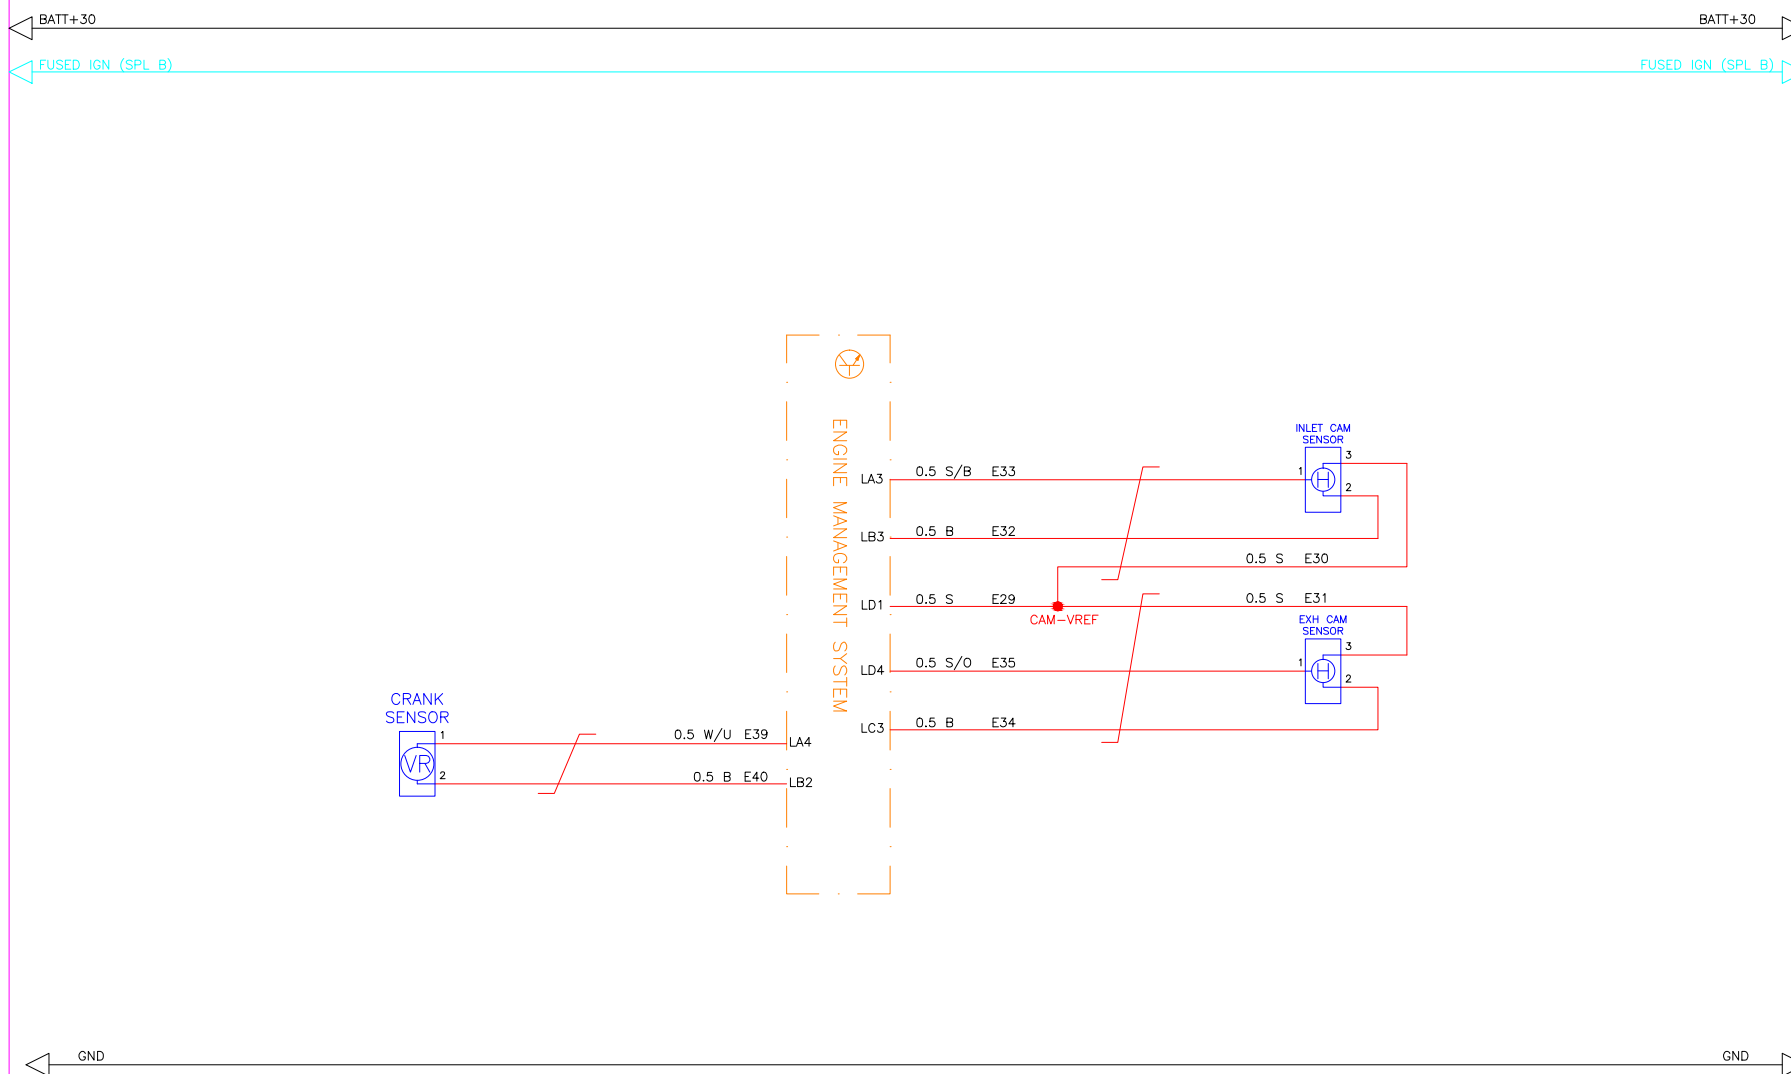 BATT+30
BATT+30
FUSED IGN (SPL B)
FUSED IGN (SPL B)
ENGINE MANAGEMENT SYSTEM
INLET CAM
SENSOR
3
1
2
LA3
0.5 S/B E33
LB3
0.5 B E32
0.5 S E30
LD1
0.5 S E29
0.5 S E31
CAM-VREF
EXH CAM
SENSOR
3
1
2
LD4
0.5 S/O E35
LC3
0.5 B E34
CRANK
SENSOR
VR
1
2
0.5 W/U E39
LA4
0.5 B E40
LB2
H
H
GND
GND